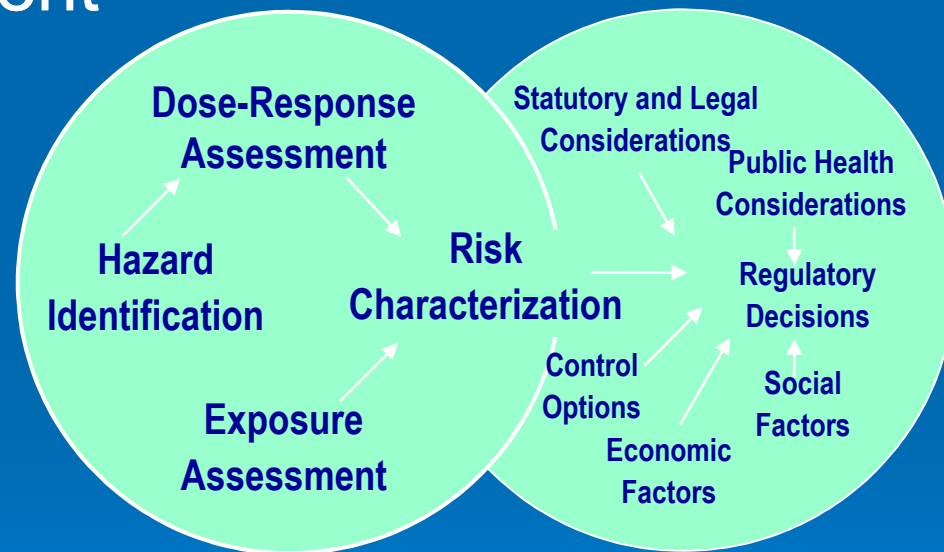 ent
Dose-Response
Assessment
Hazard
Identification
Exposure
Assessment
Risk
Characterization
Statutory and Legal
Considerations
Public Health
Considerations
Regulatory
Decisions
Control
Options
Economic
Factors
Social
Factors